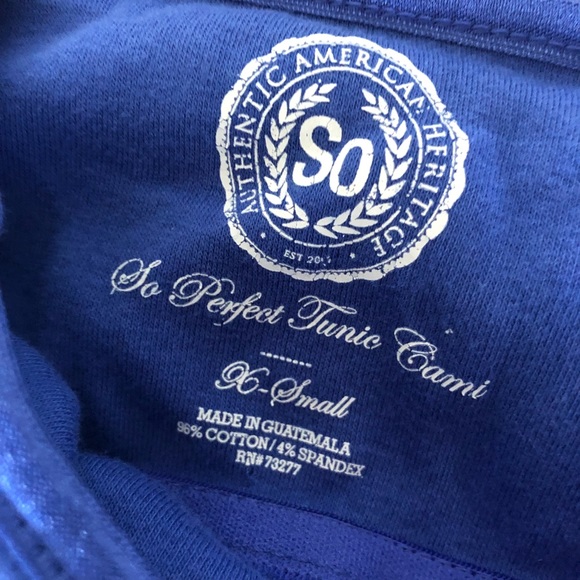 AUTHENTIC AMERICAN HERITAGE
SO
So Perfect Tunic Cami
X-Small
MADE IN GUATEMALA
96% COTTON/4% SPANDEX
RN# 73277